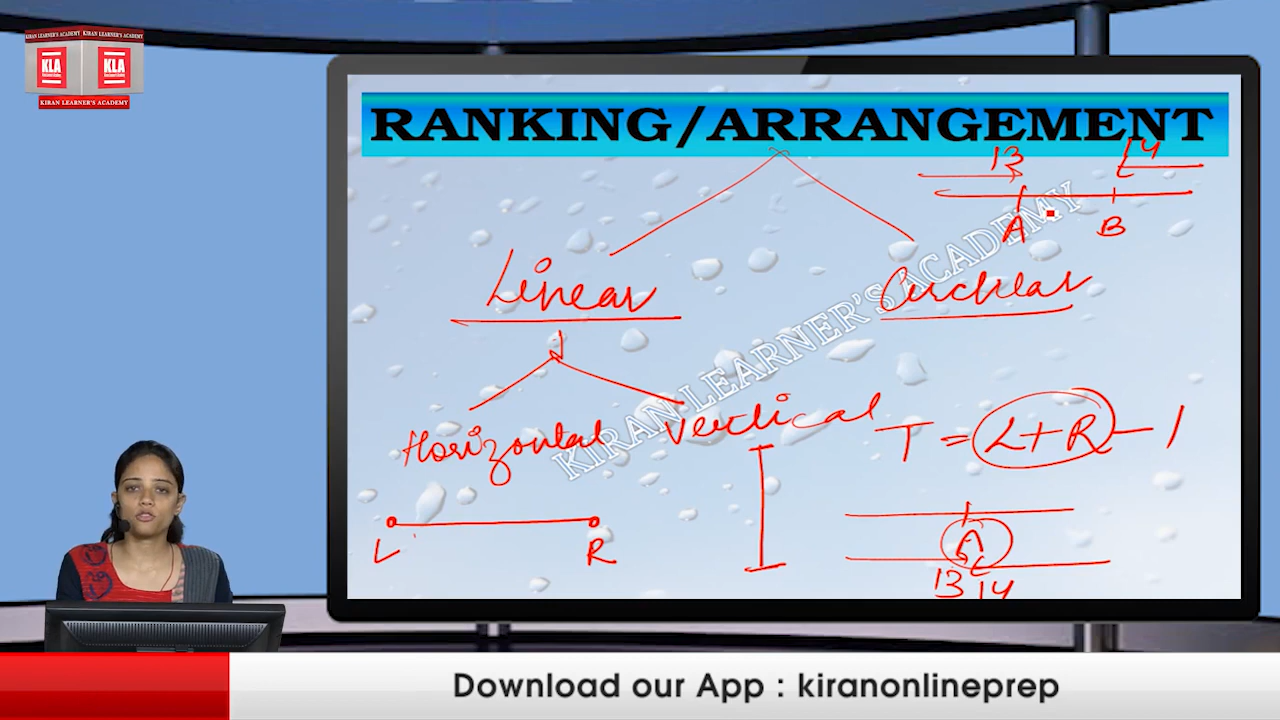 KIRAN LEARNER'S ACADEMY KIRAN LEARNER'S ACADEMY
KLA KLA
KIRAN LEARNER'S ACADEMY
RANKING/ARRANGEMENT
13 14
A B
Linear Circular
Horizontal Vertical
T = L + R - 1
L R
A
13 14
KIRAN LEARNER'S ACADEMY
Download our App : kiranonlineprep